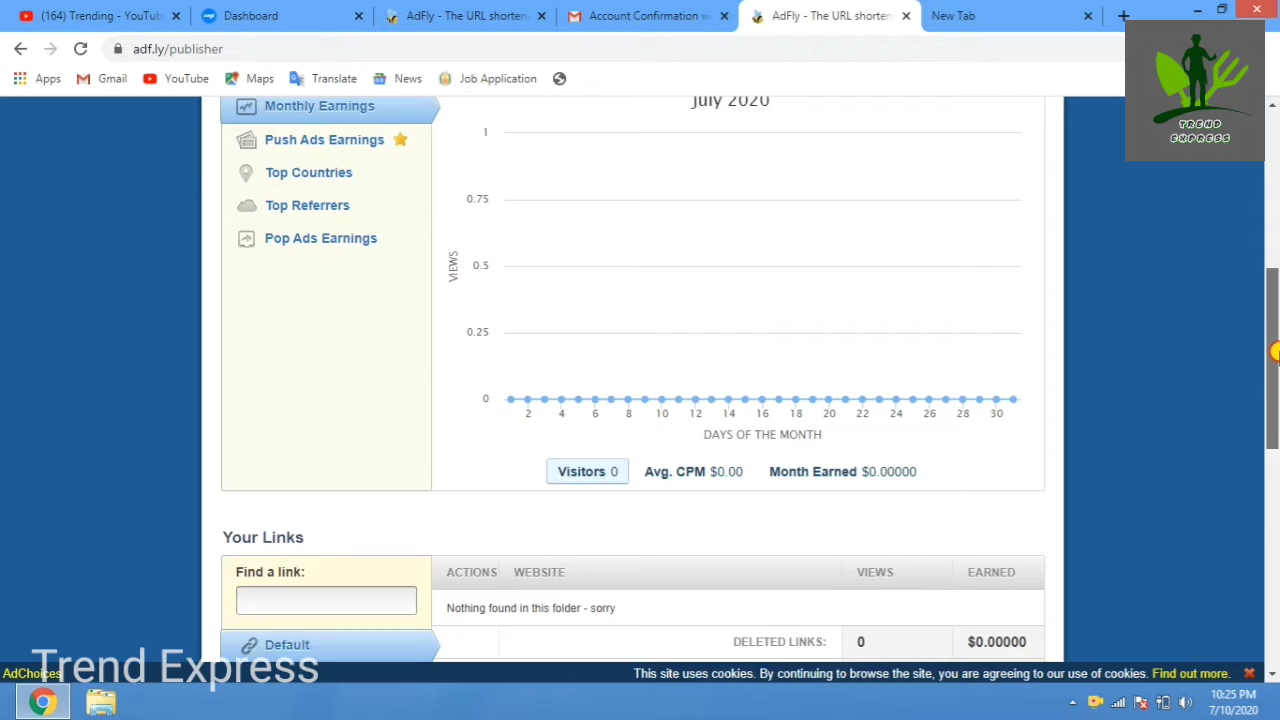 (164) Trending - YouTub
Dashboard
AdFly - The URL shorten
Account Confirmation w
AdFly - The URL shorten
New Tab
adf.ly/publisher
Apps
Gmail
YouTube
Maps
Translate
News
Job Application
TREND
EXPRESS
Monthly Earnings
Push Ads Earnings
Top Countries
Top Referrers
Pop Ads Earnings
July 2020
1
0.75
0.5
0.25
0
VIEWS
2 4 6 8 10 12 14 16 18 20 22 24 26 28 30
DAYS OF THE MONTH
Visitors 0 Avg. CPM $0.00 Month Earned $0.00000
Your Links
Find a link:
Default
ACTIONS WEBSITE VIEWS EARNED
Nothing found in this folder - sorry
DELETED LINKS: 0 $0.00000
AdChoices
Trend Express
This site uses cookies. By continuing to browse the site, you are agreeing to our use of cookies. Find out more.
10:25 PM
7/10/2020